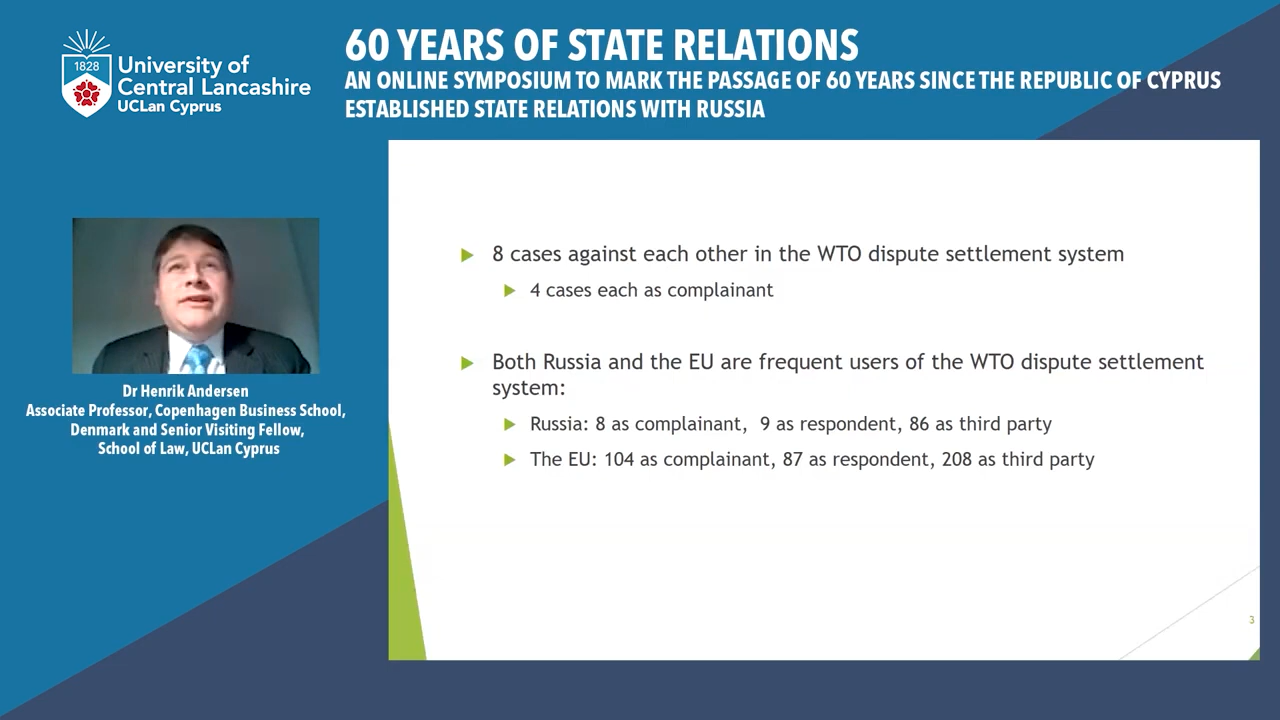 1828
University of
Central Lancashire
UCLan Cyprus
60 YEARS OF STATE RELATIONS
AN ONLINE SYMPOSIUM TO MARK THE PASSAGE OF 60 YEARS SINCE THE REPUBLIC OF CYPRUS
ESTABLISHED STATE RELATIONS WITH RUSSIA
Dr Henrik Andersen
Associate Professor, Copenhagen Business School,
Denmark and Senior Visiting Fellow,
School of Law, UCLan Cyprus
8 cases against each other in the WTO dispute settlement system
4 cases each as complainant
Both Russia and the EU are frequent users of the WTO dispute settlement
system:
Russia: 8 as complainant, 9 as respondent, 86 as third party
The EU: 104 as complainant, 87 as respondent, 208 as third party
3